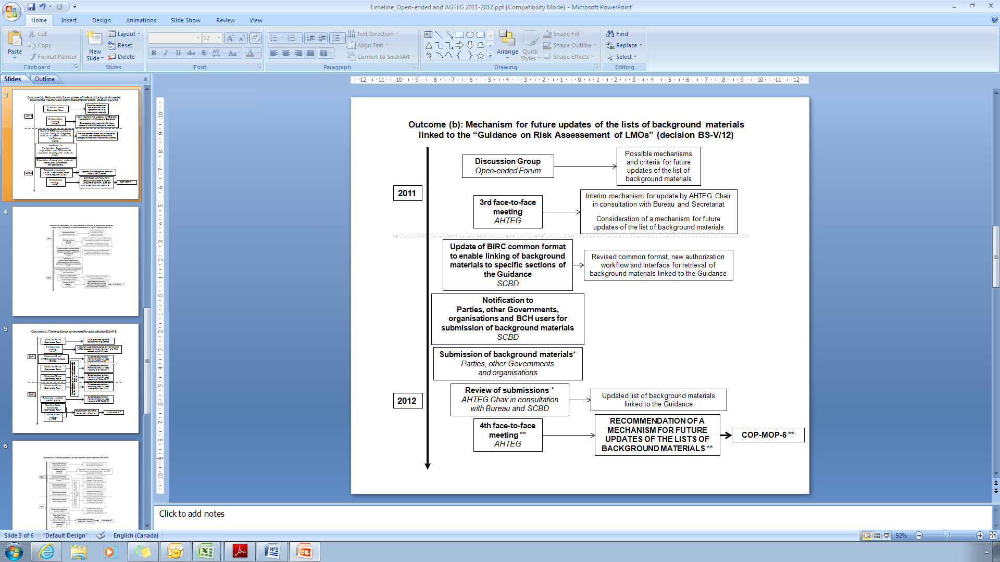 Timeline_Open-ended and AGTEG 2011-2012.ppt [Compatibility Mode] - Microsoft PowerPoint
Home Insert Design Animations Slide Show Review View
Paste
Cut
Copy
Format Painter
Clipboard
New
Slide
Layout
Reset
Delete
Slides
12
Font
Paragraph
Text Direction
Align Text
Convert to SmartArt
Arrange
Quick
Styles
Shape Fill
Shape Outline
Shape Effects
Drawing
Find
Replace
Select
Editing
Slides Outline
3
4
5
6
Outcome (b): Mechanism for future updates of the lists of background materials
linked to the “Guidance on Risk Assessement of LMOs” (decision BS-V/12)
Discussion Group
Open-ended Forum
Possible mechanisms
and criteria for future
updates of the list of
background materials
2011
3rd face-to-face
meeting
AHTEG
Interim mechanism for update by AHTEG Chair
in consultation with Bureau and Secretariat
Consideration of a mechanism for future
updates of the list of background materials
Update of BIRC common format
to enable linking of background
materials to specific sections of
the Guidance
SCBD
Revised common format, new authorization
workflow and interface for retrieval of
background materials linked to the Guidance
Notification to
Parties, other Governments,
organisations and BCH users for
submission of background materials
SCBD
Submission of background materials*
Parties, other Governments
and organisations
2012
Review of submissions *
AHTEG Chair in consultation
with Bureau and SCBD
Updated list of background materials
linked to the Guidance
4th face-to-face
meeting **
AHTEG
RECOMMENDATION OF A
MECHANISM FOR FUTURE
UPDATES OF THE LISTS OF
BACKGROUND MATERIALS **
COP-MOP-6 **
Click to add notes
Slide 3 of 6 "Default Design" English (Canada) 92%